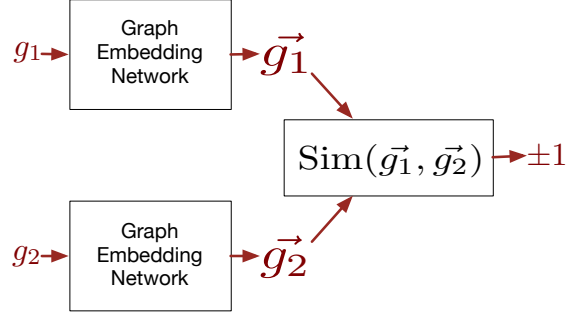 g₁
Graph
Embedding
Network
g⃗₁
Sim(g⃗₁, g⃗₂)
±1
g₂
Graph
Embedding
Network
g⃗₂